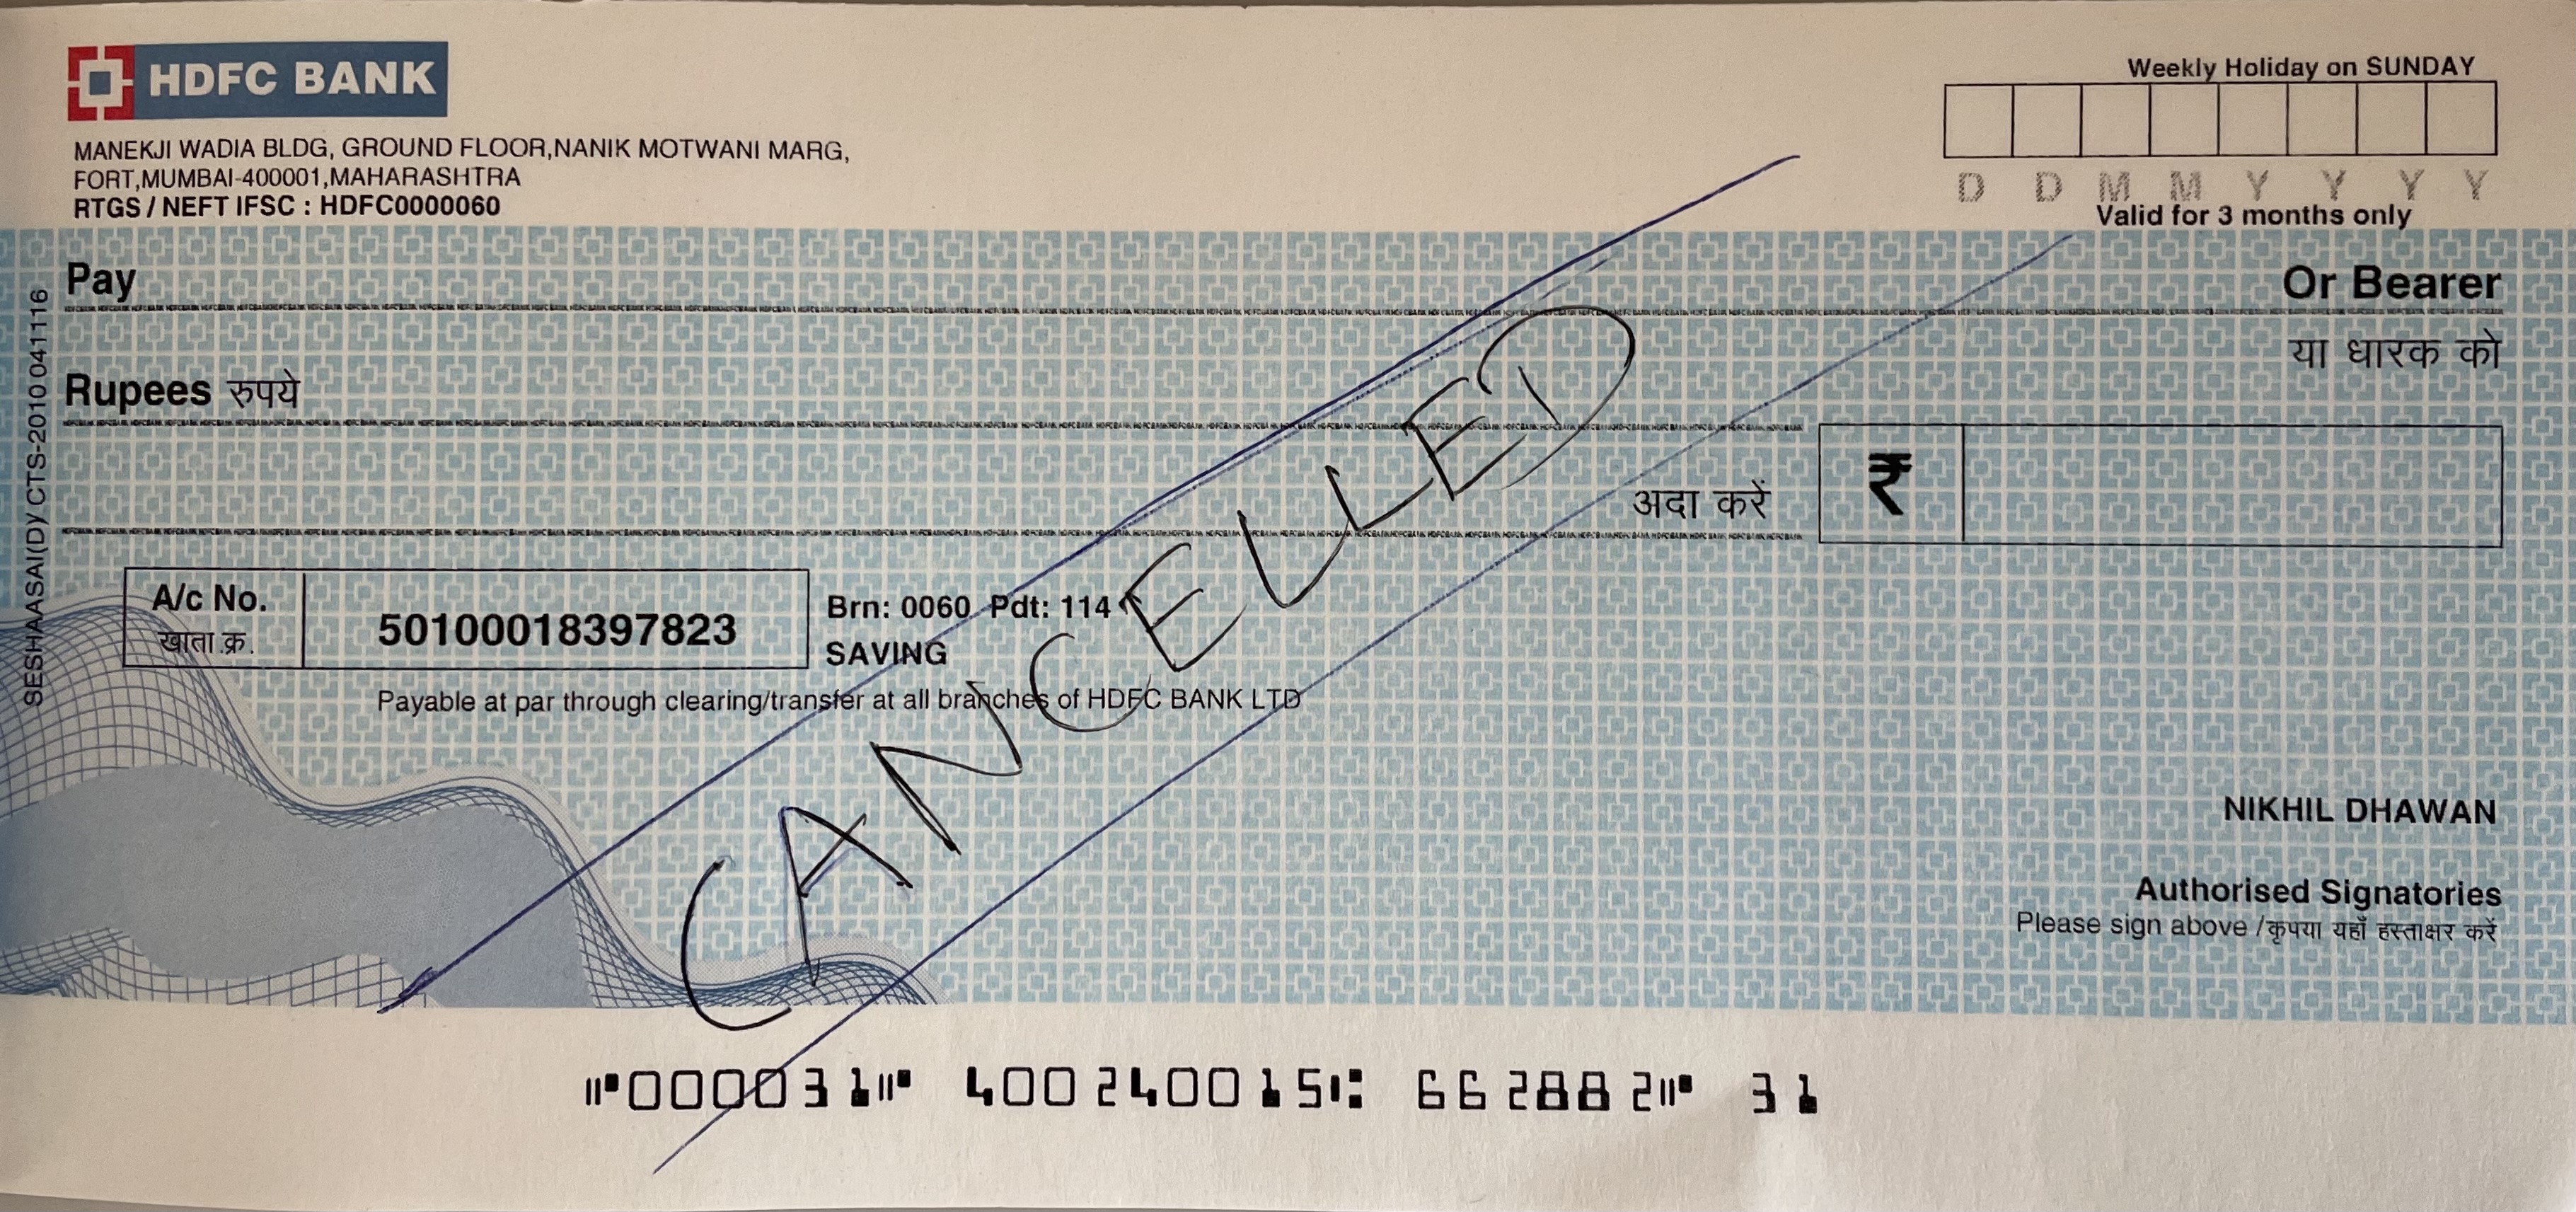 HDFC BANK
Weekly Holiday on SUNDAY
MANEKJI WADIA BLDG, GROUND FLOOR,NANIK MOTWANI MARG,
FORT,MUMBAI-400001,MAHARASHTRA
RTGS / NEFT IFSC : HDFC0000060
D D M M Y Y Y Y
Valid for 3 months only
Pay
Or Bearer
या धारक को
Rupees रुपये
अदा करें
₹
A/c No.
खाता क्र.
50100018397823
Brn: 0060 Pdt: 114
SAVING
Payable at par through clearing/transfer at all branches of HDFC BANK LTD
CANCELLED
NIKHIL DHAWAN
Authorised Signatories
Please sign above /कृपया यहाँ हस्ताक्षर करें
SESHAASAI(D) CTS-2010 041116
⑈000031⑈ 400240015⑆ 662882⑈ 31